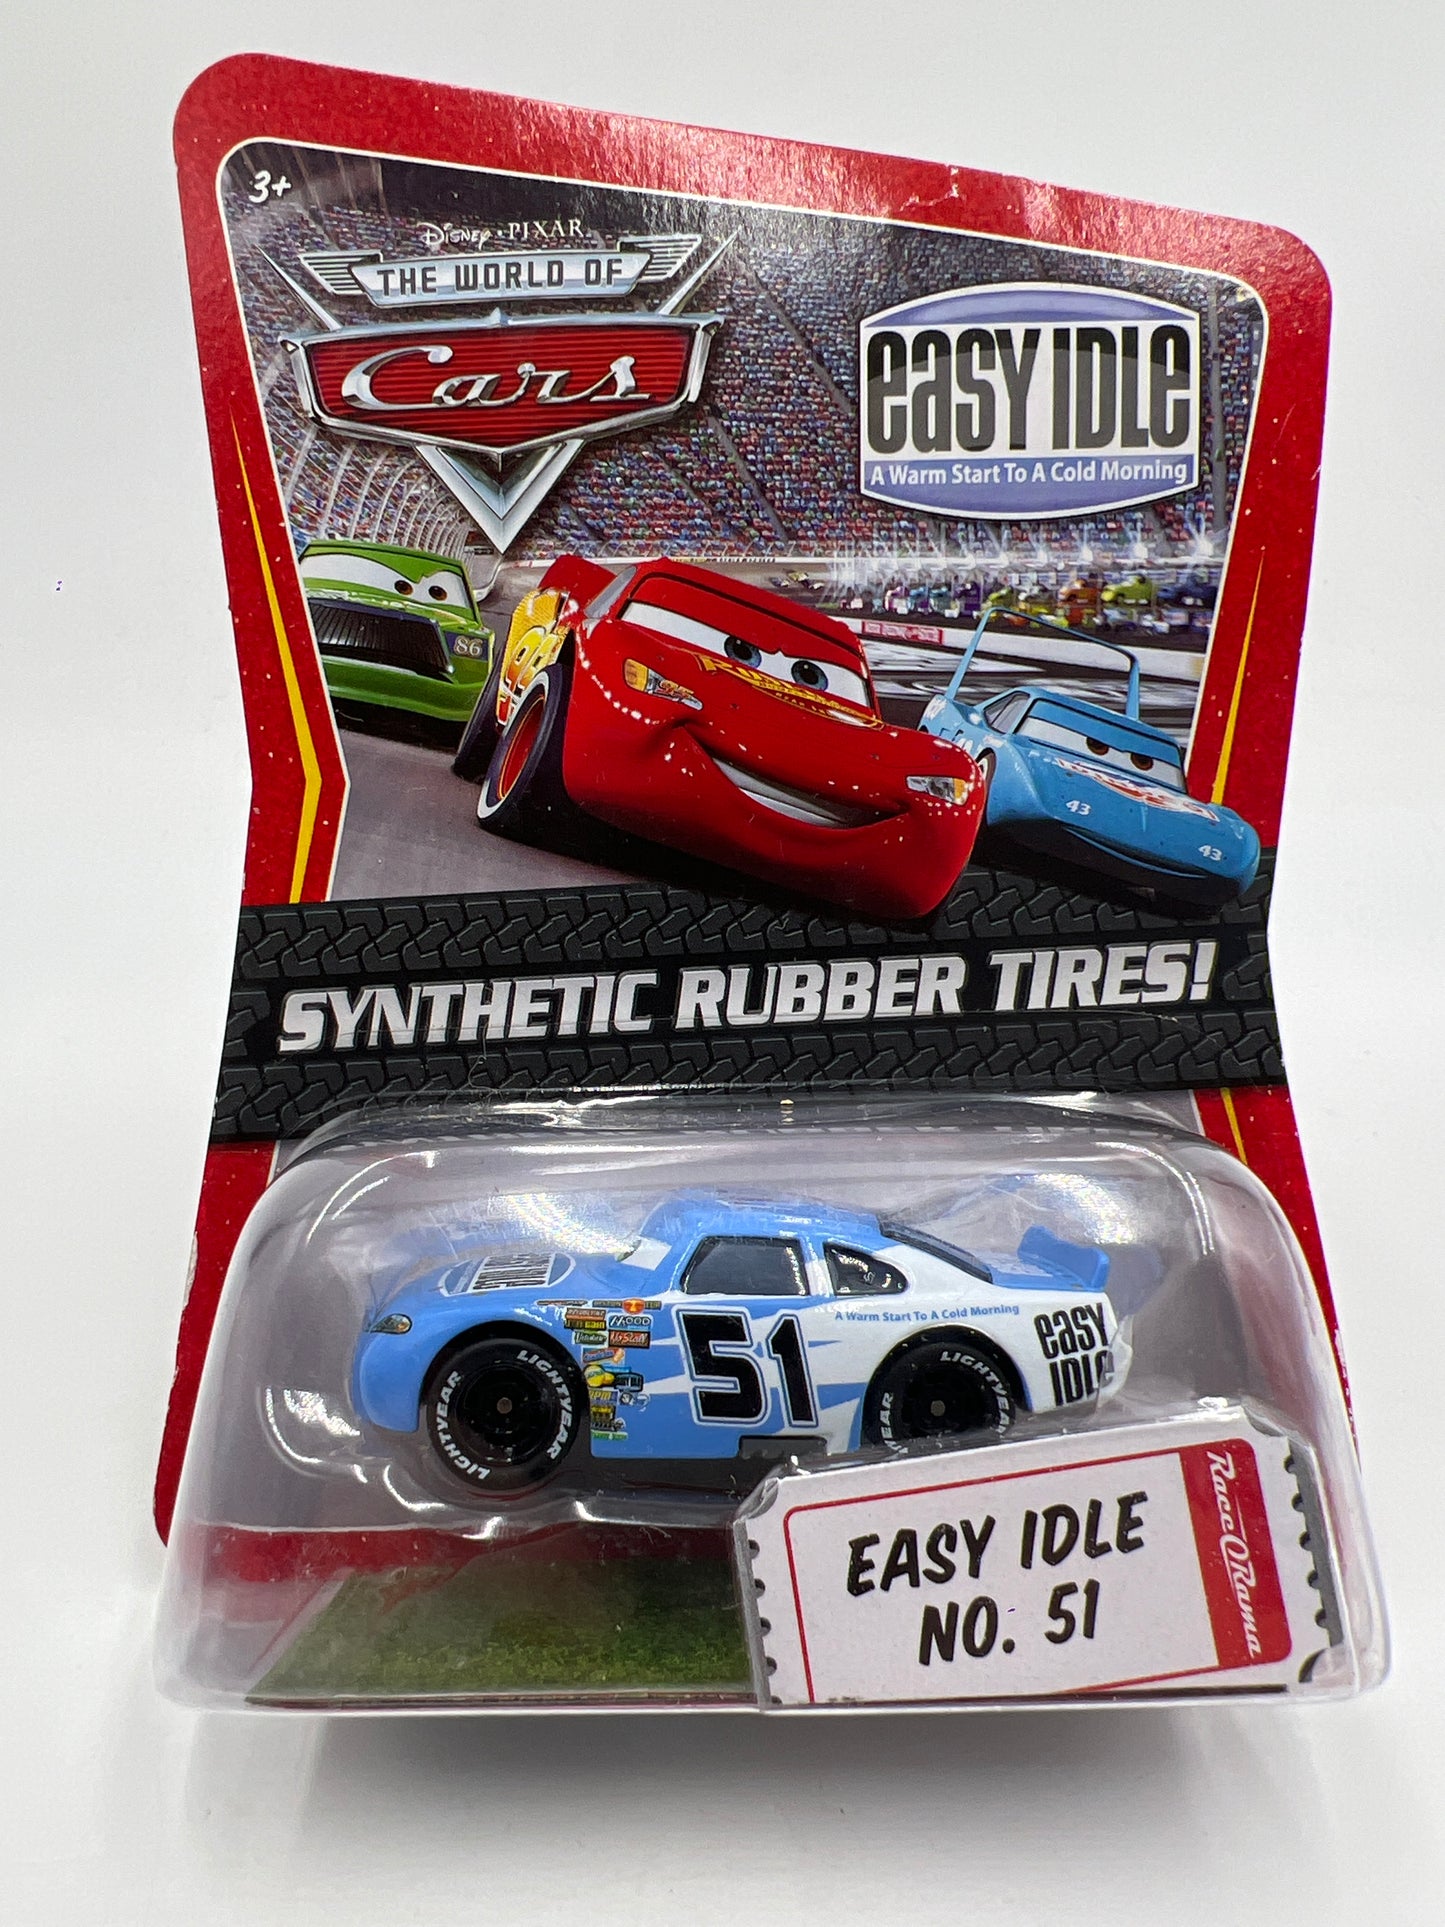 3+
Disney • PIXAR
THE WORLD OF
Cars
easy IDLe
A Warm Start To A Cold Morning
86
43
43
SYNTHETIC RUBBER TIRES!
51
A Warm Start To A Cold Morning
easy
IDLe
LIGHTYEAR
LIGHTYEAR
LIGHTYEAR
EASY IDLE
NO. 51
Race O Rama